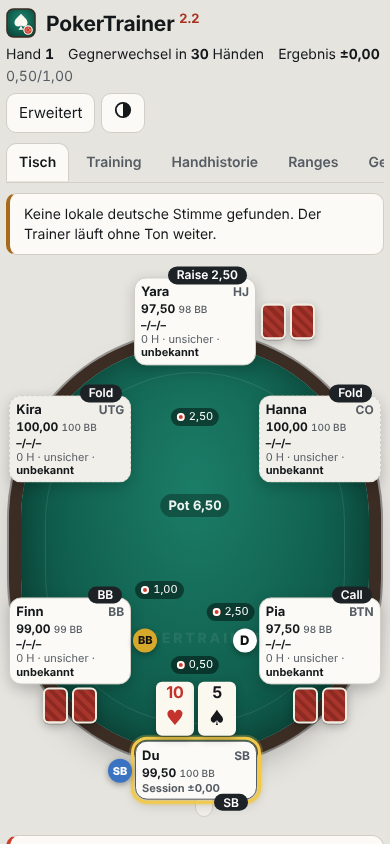 PokerTrainer 2.2
Hand 1 Gegnerwechsel in 30 Händen Ergebnis ±0,00
0,50/1,00
Erweitert
Tisch Training Handhistorie Ranges Ge
Keine lokale deutsche Stimme gefunden. Der
Trainer läuft ohne Ton weiter.
Raise 2,50
Yara HJ
97,50 98 BB
–/–/–
0 H · unsicher ·
unbekannt
Fold
Kira UTG
100,00 100 BB
–/–/–
0 H · unsicher ·
unbekannt
Fold
Hanna CO
100,00 100 BB
–/–/–
0 H · unsicher ·
unbekannt
2,50
Pot 6,50
1,00
BB
Finn BB
99,00 99 BB
–/–/–
0 H · unsicher ·
unbekannt
BB
2,50
ERTRAI
D
Call
Pia BTN
97,50 98 BB
–/–/–
0 H · unsicher ·
unbekannt
0,50
10 5
♥ ♠
SB
Du SB
99,50 100 BB
Session ±0,00
SB